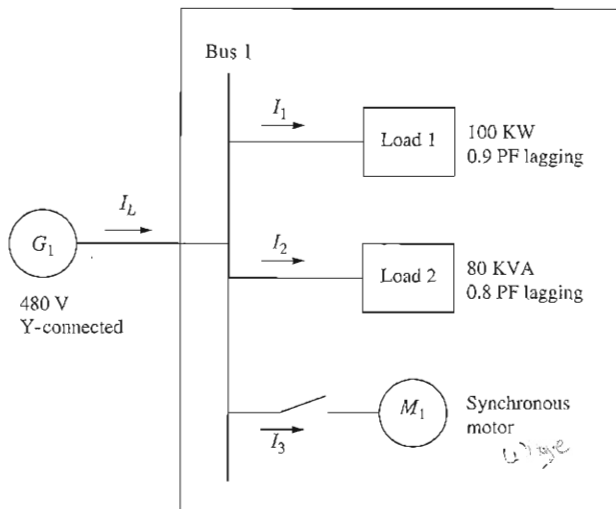 Bus 1
I₁
Load 1
100 KW
0.9 PF lagging
I_L
G₁
I₂
Load 2
80 KVA
0.8 PF lagging
480 V
Y-connected
M₁
Synchronous
motor
I₃